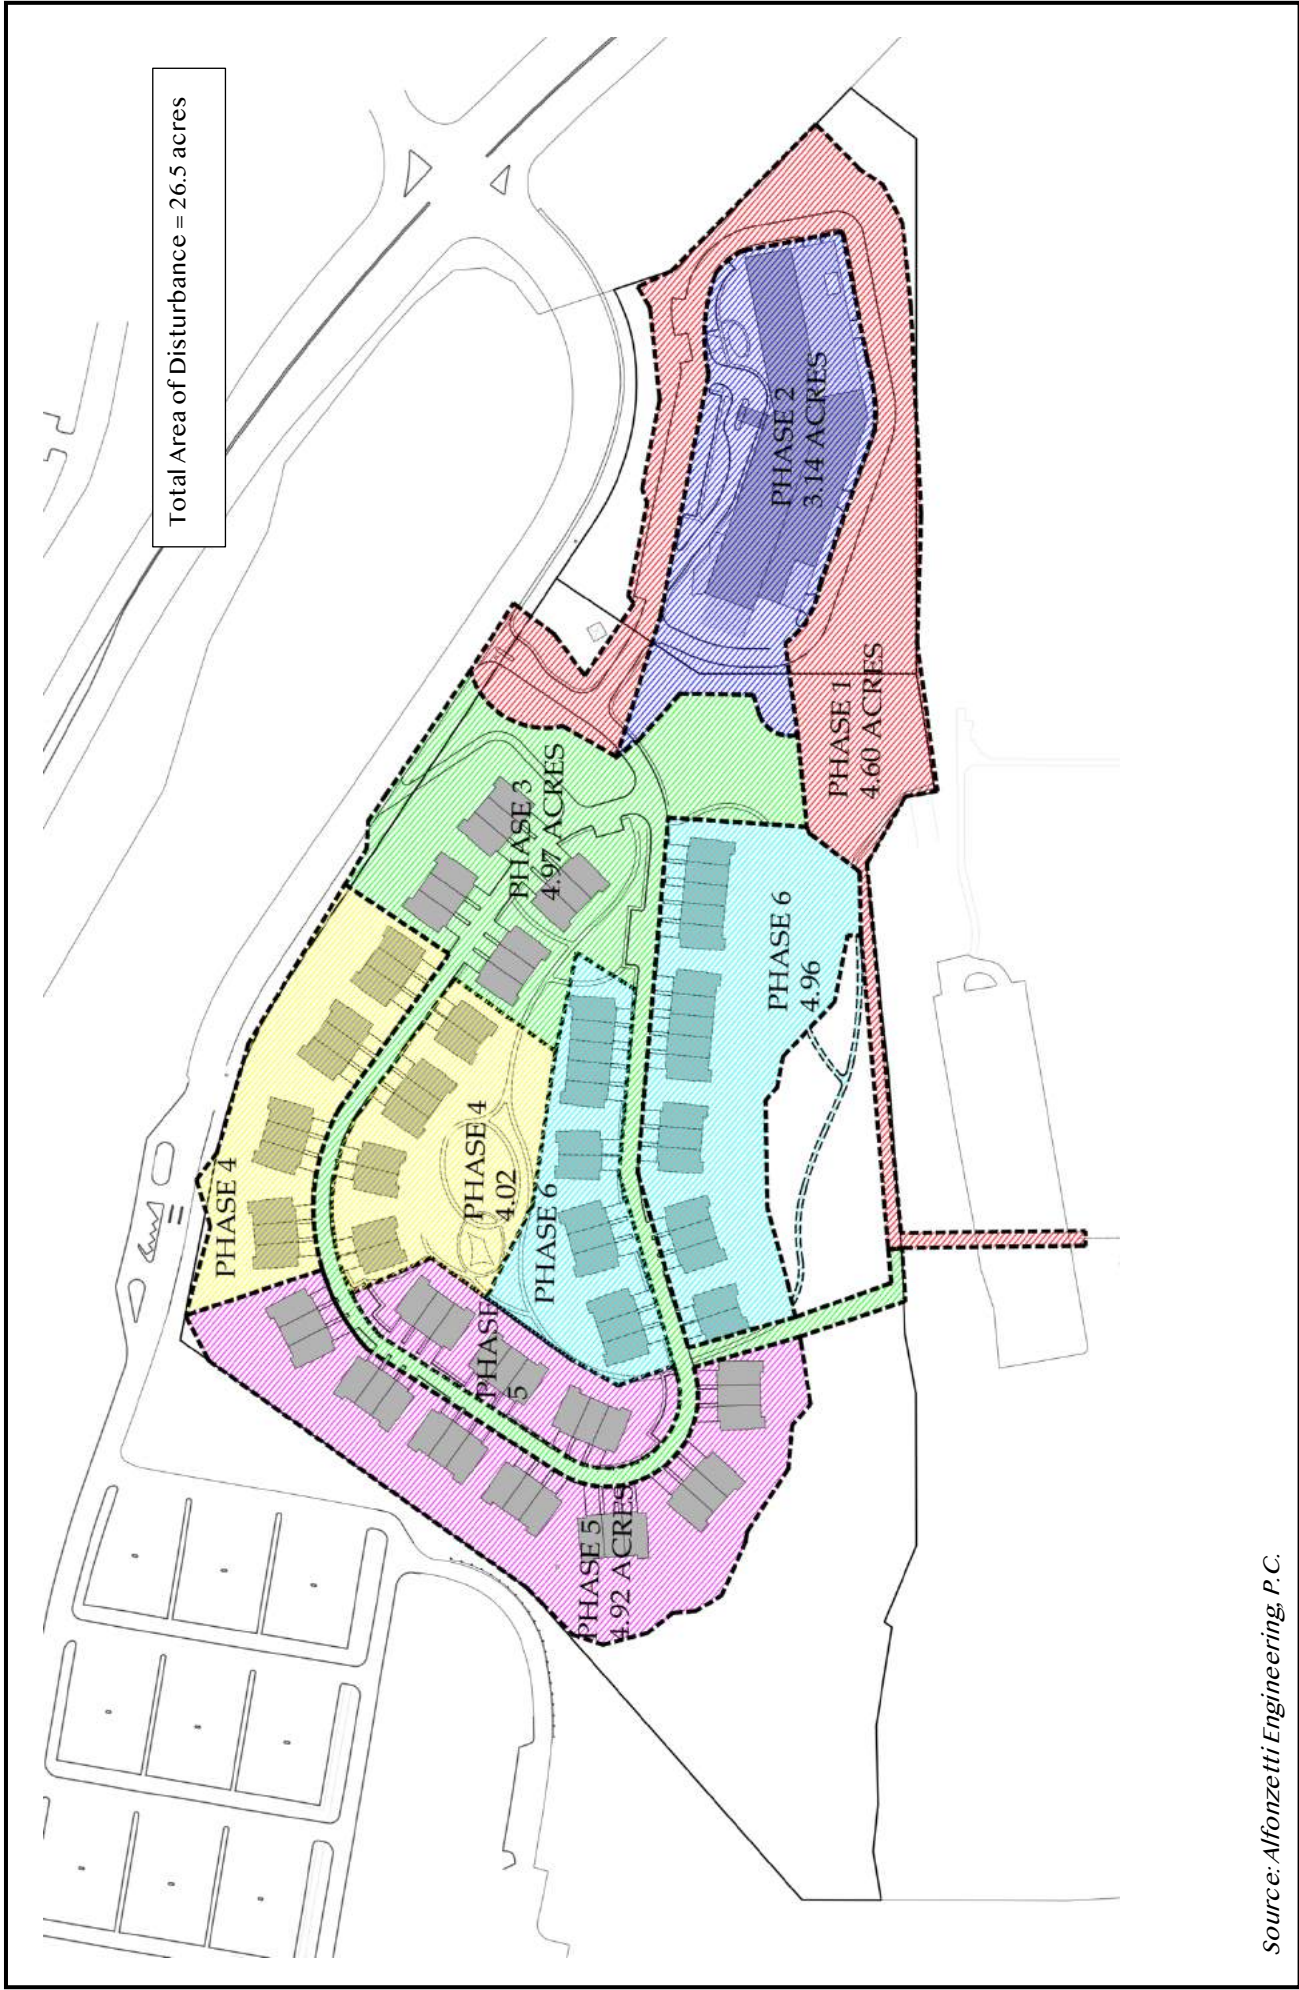 Total Area of Disturbance = 26.5 acres
PHASE 4
PHASE 4
4.02
PHASE 5
PHASE 6
PHASE 3
4.97 ACRES
PHASE 5
4.92 ACRES
PHASE 6
4.96
PHASE 2
3.14 ACRES
PHASE 1
4.60 ACRES
Source: Alfonzetti Engineering, P.C.